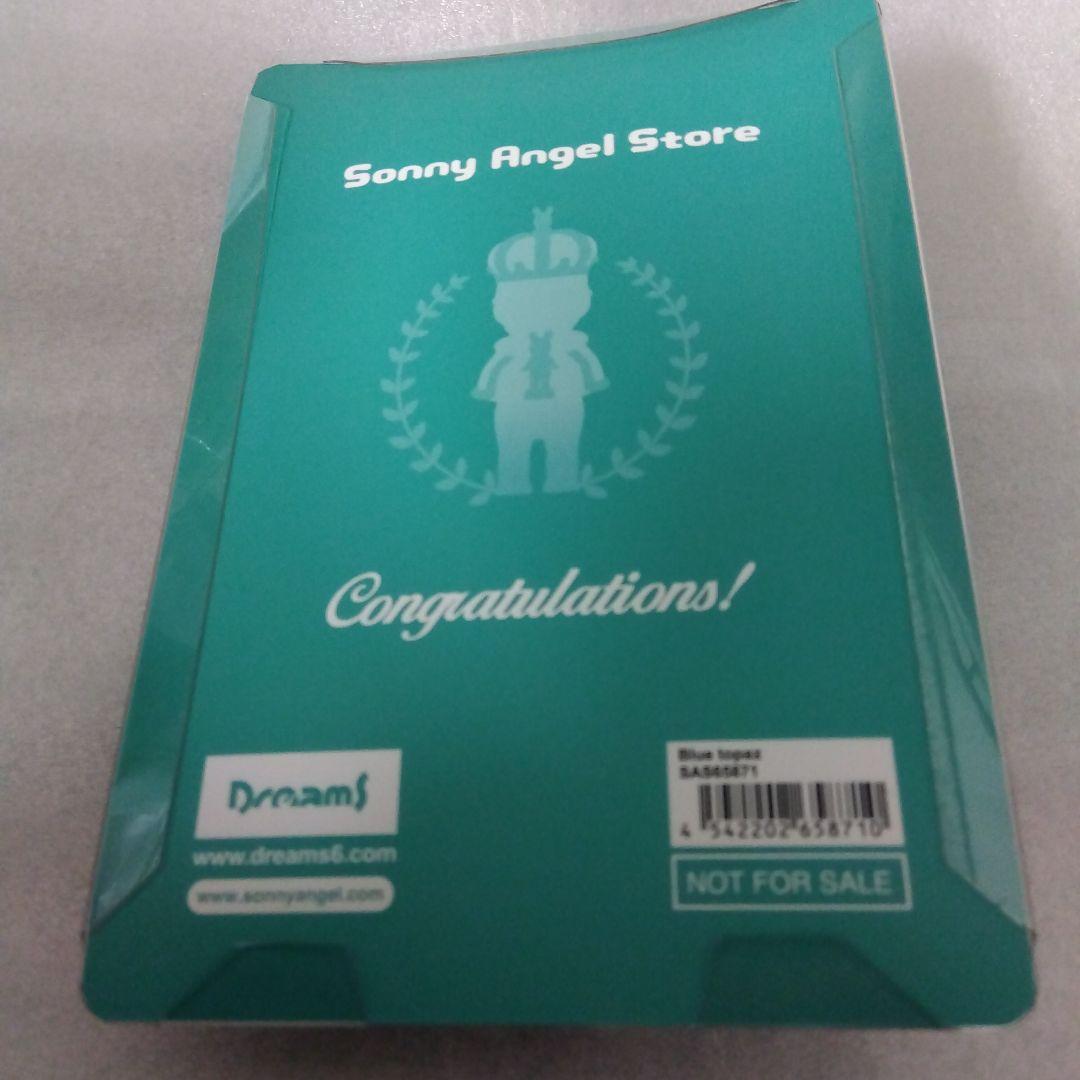 Sonny Angel Store
Congratulations!
Dreams
www.dreams6.com
www.sonnyangel.com
Blue topaz
SAS65871
4 542202 658710
NOT FOR SALE